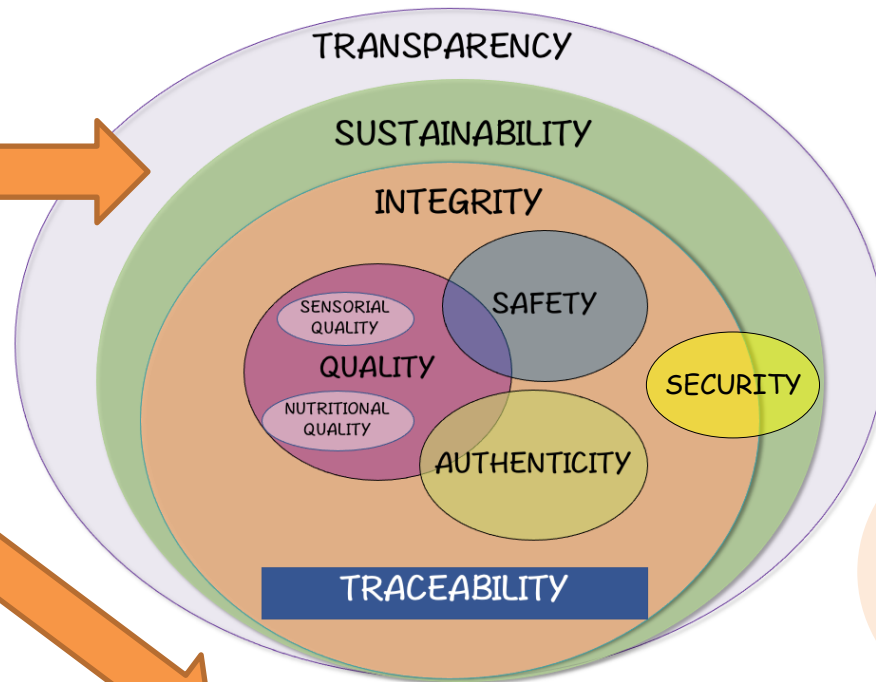 TRANSPARENCY
SUSTAINABILITY
INTEGRITY
SENSORIAL
QUALITY
SAFETY
QUALITY
SECURITY
NUTRITIONAL
QUALITY
AUTHENTICITY
TRACEABILITY